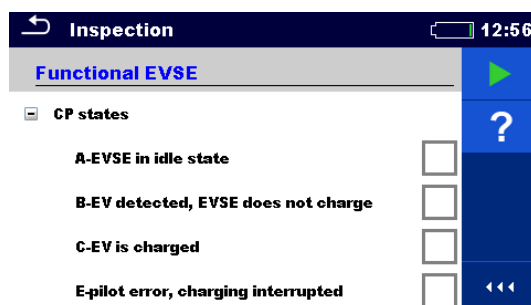 Inspection
12:56
Functional EVSE
?
CP states
A-EVSE in idle state
B-EV detected, EVSE does not charge
C-EV is charged
E-pilot error, charging interrupted